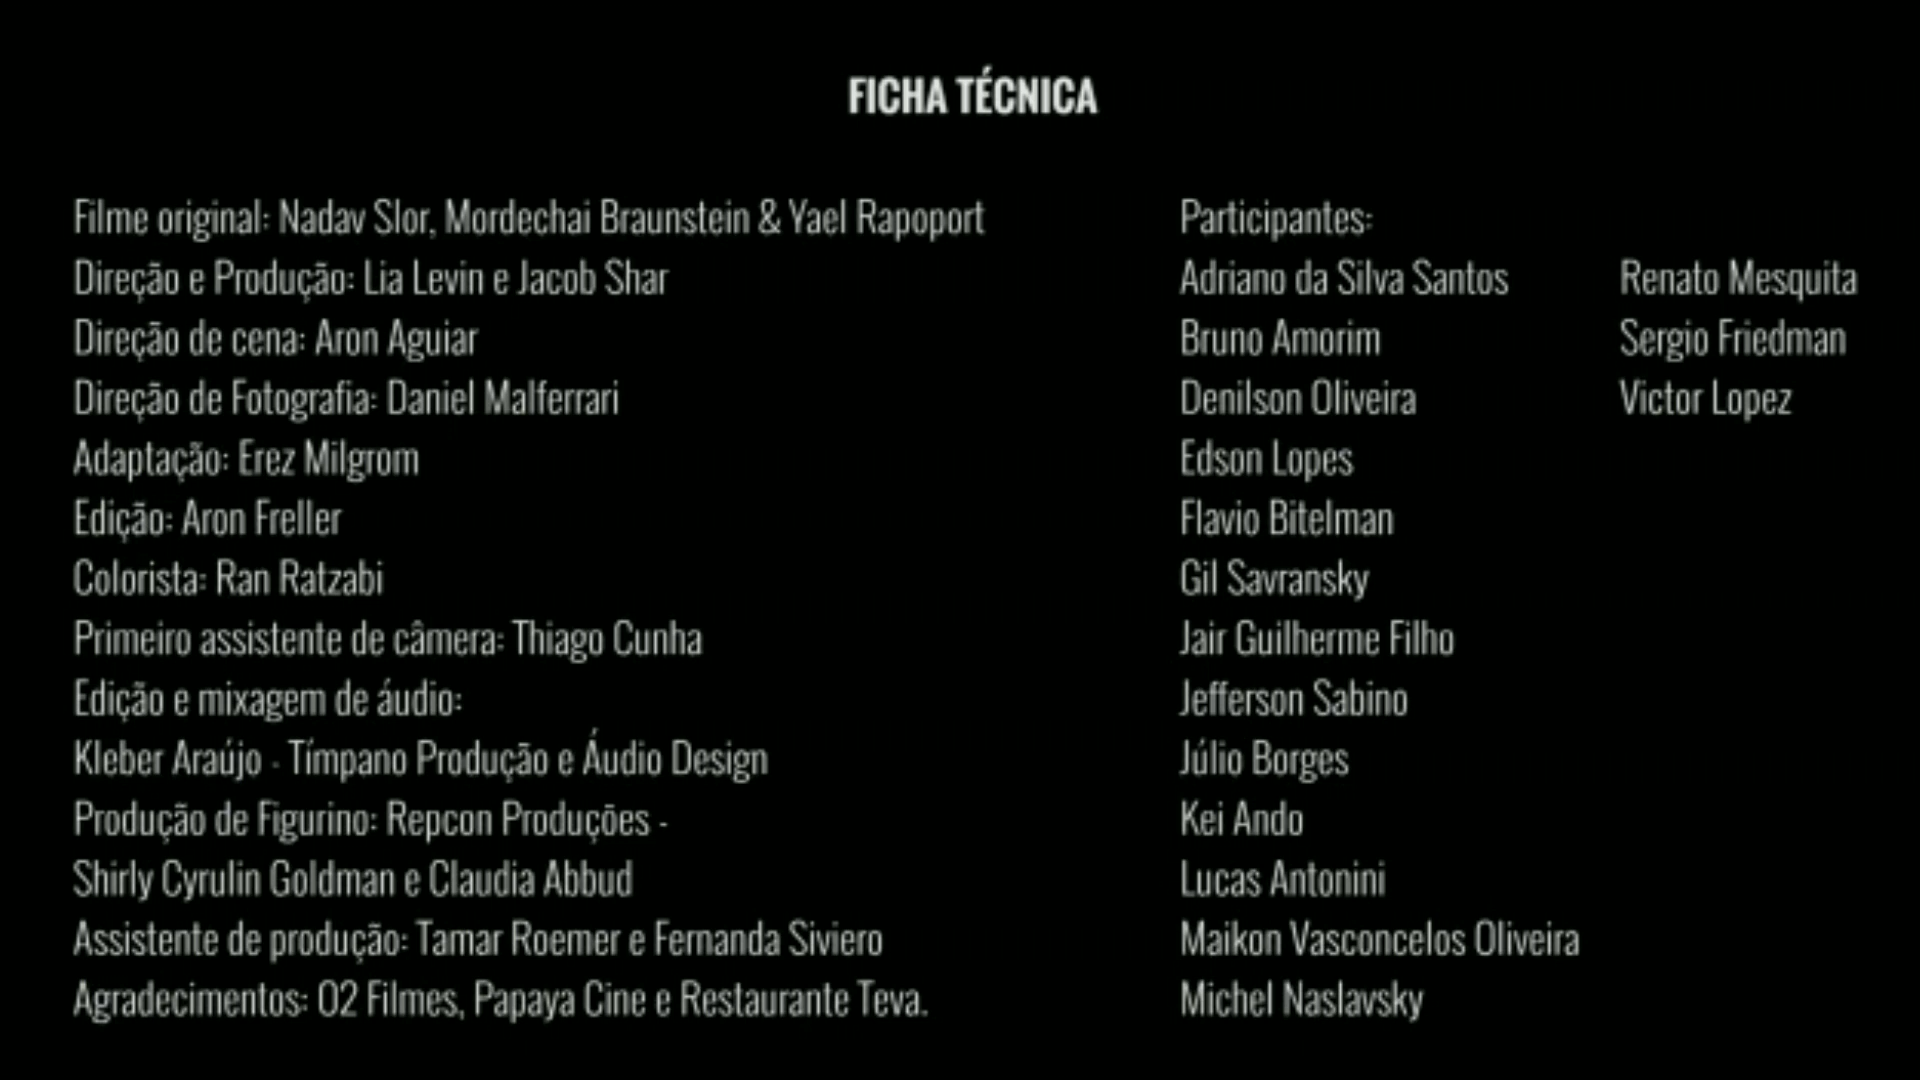 FICHA TÉCNICA
Filme original: Nadav Slor, Mordechai Braunstein & Yael Rapoport
Direção e Produção: Lia Levin e Jacob Shar
Direção de cena: Aron Aguiar
Direção de Fotografia: Daniel Malferrari
Adaptação: Erez Milgrom
Edição: Aron Freller
Colorista: Ran Ratzabi
Primeiro assistente de câmera: Thiago Cunha
Edição e mixagem de áudio:
Kleber Araújo - Tímpano Produção e Áudio Design
Produção de Figurino: Repcon Produções -
Shirly Cyrulin Goldman e Claudia Abbud
Assistente de produção: Tamar Roemer e Fernanda Siviero
Agradecimentos: O2 Filmes, Papaya Cine e Restaurante Teva.
Participantes:
Adriano da Silva Santos
Bruno Amorim
Denilson Oliveira
Edson Lopes
Flavio Bitelman
Gil Savransky
Jair Guilherme Filho
Jefferson Sabino
Júlio Borges
Kei Ando
Lucas Antonini
Maikon Vasconcelos Oliveira
Michel Naslavsky
Renato Mesquita
Sergio Friedman
Victor Lopez